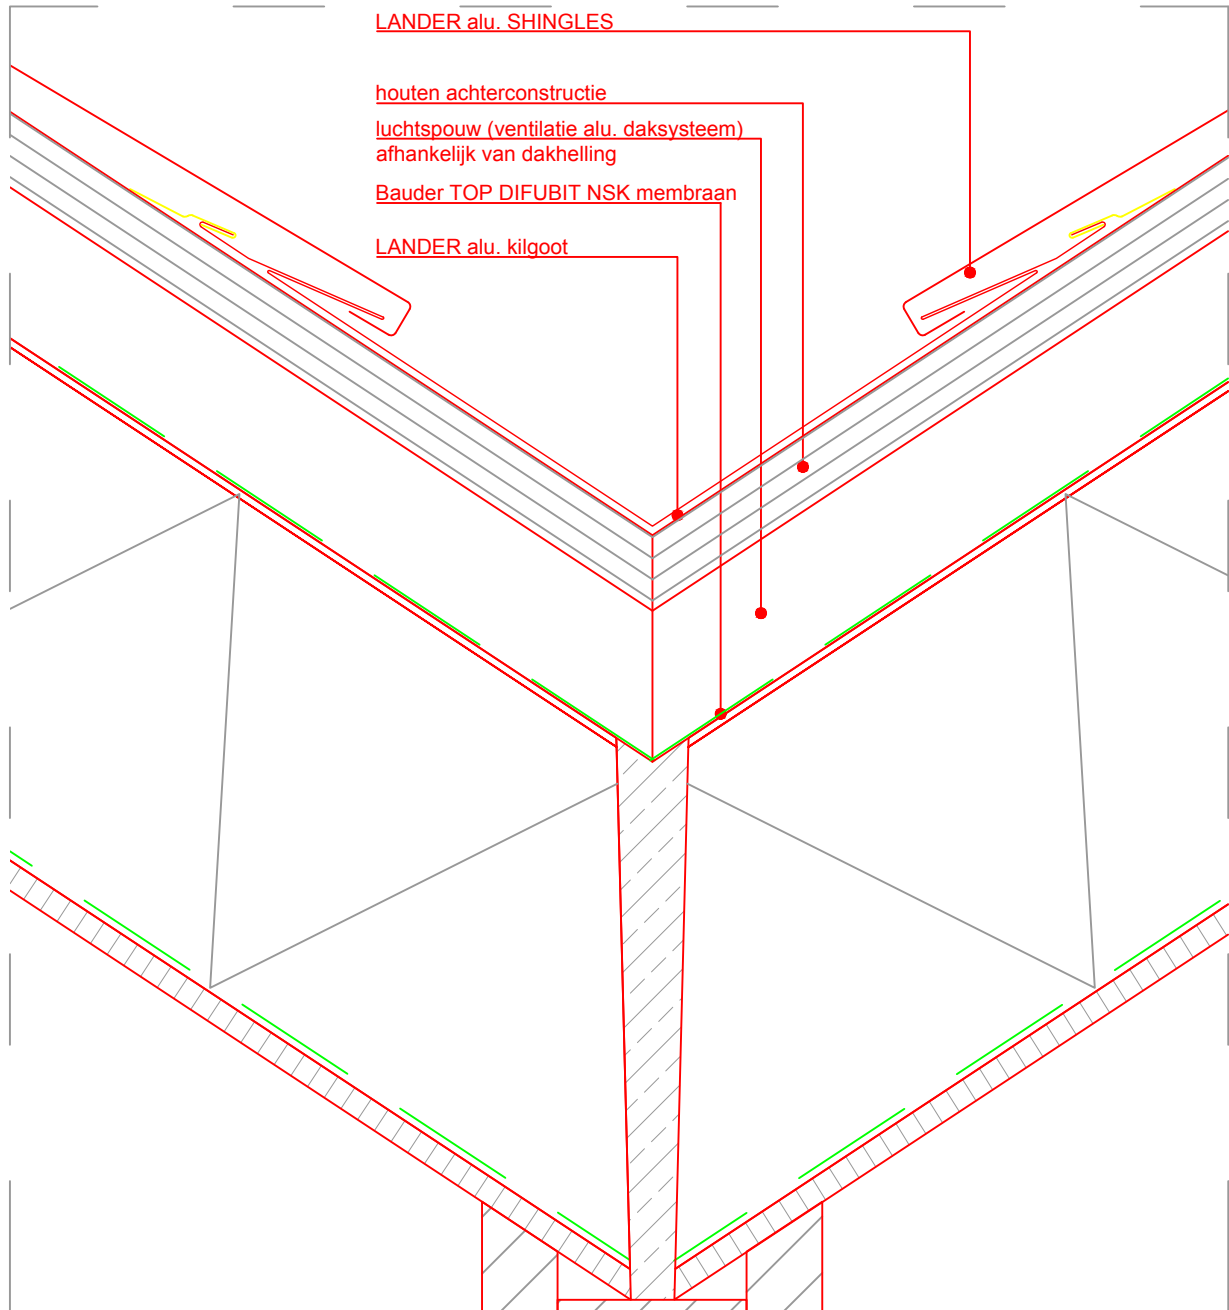 LANDER alu. SHINGLES
houten achterconstructie
luchtspouw (ventilatie alu. daksysteem)
afhankelijk van dakhelling
Bauder TOP DIFUBIT NSK membraan
LANDER alu. kilgoot